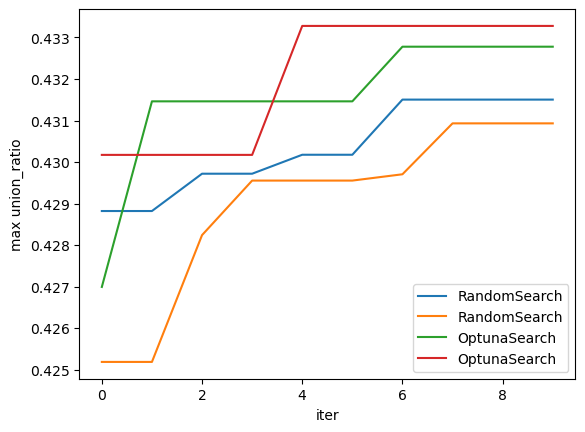 max union_ratio
0.433
0.432
0.431
0.430
0.429
0.428
0.427
0.426
0.425
0
2
4
6
8
iter
RandomSearch
RandomSearch
OptunaSearch
OptunaSearch